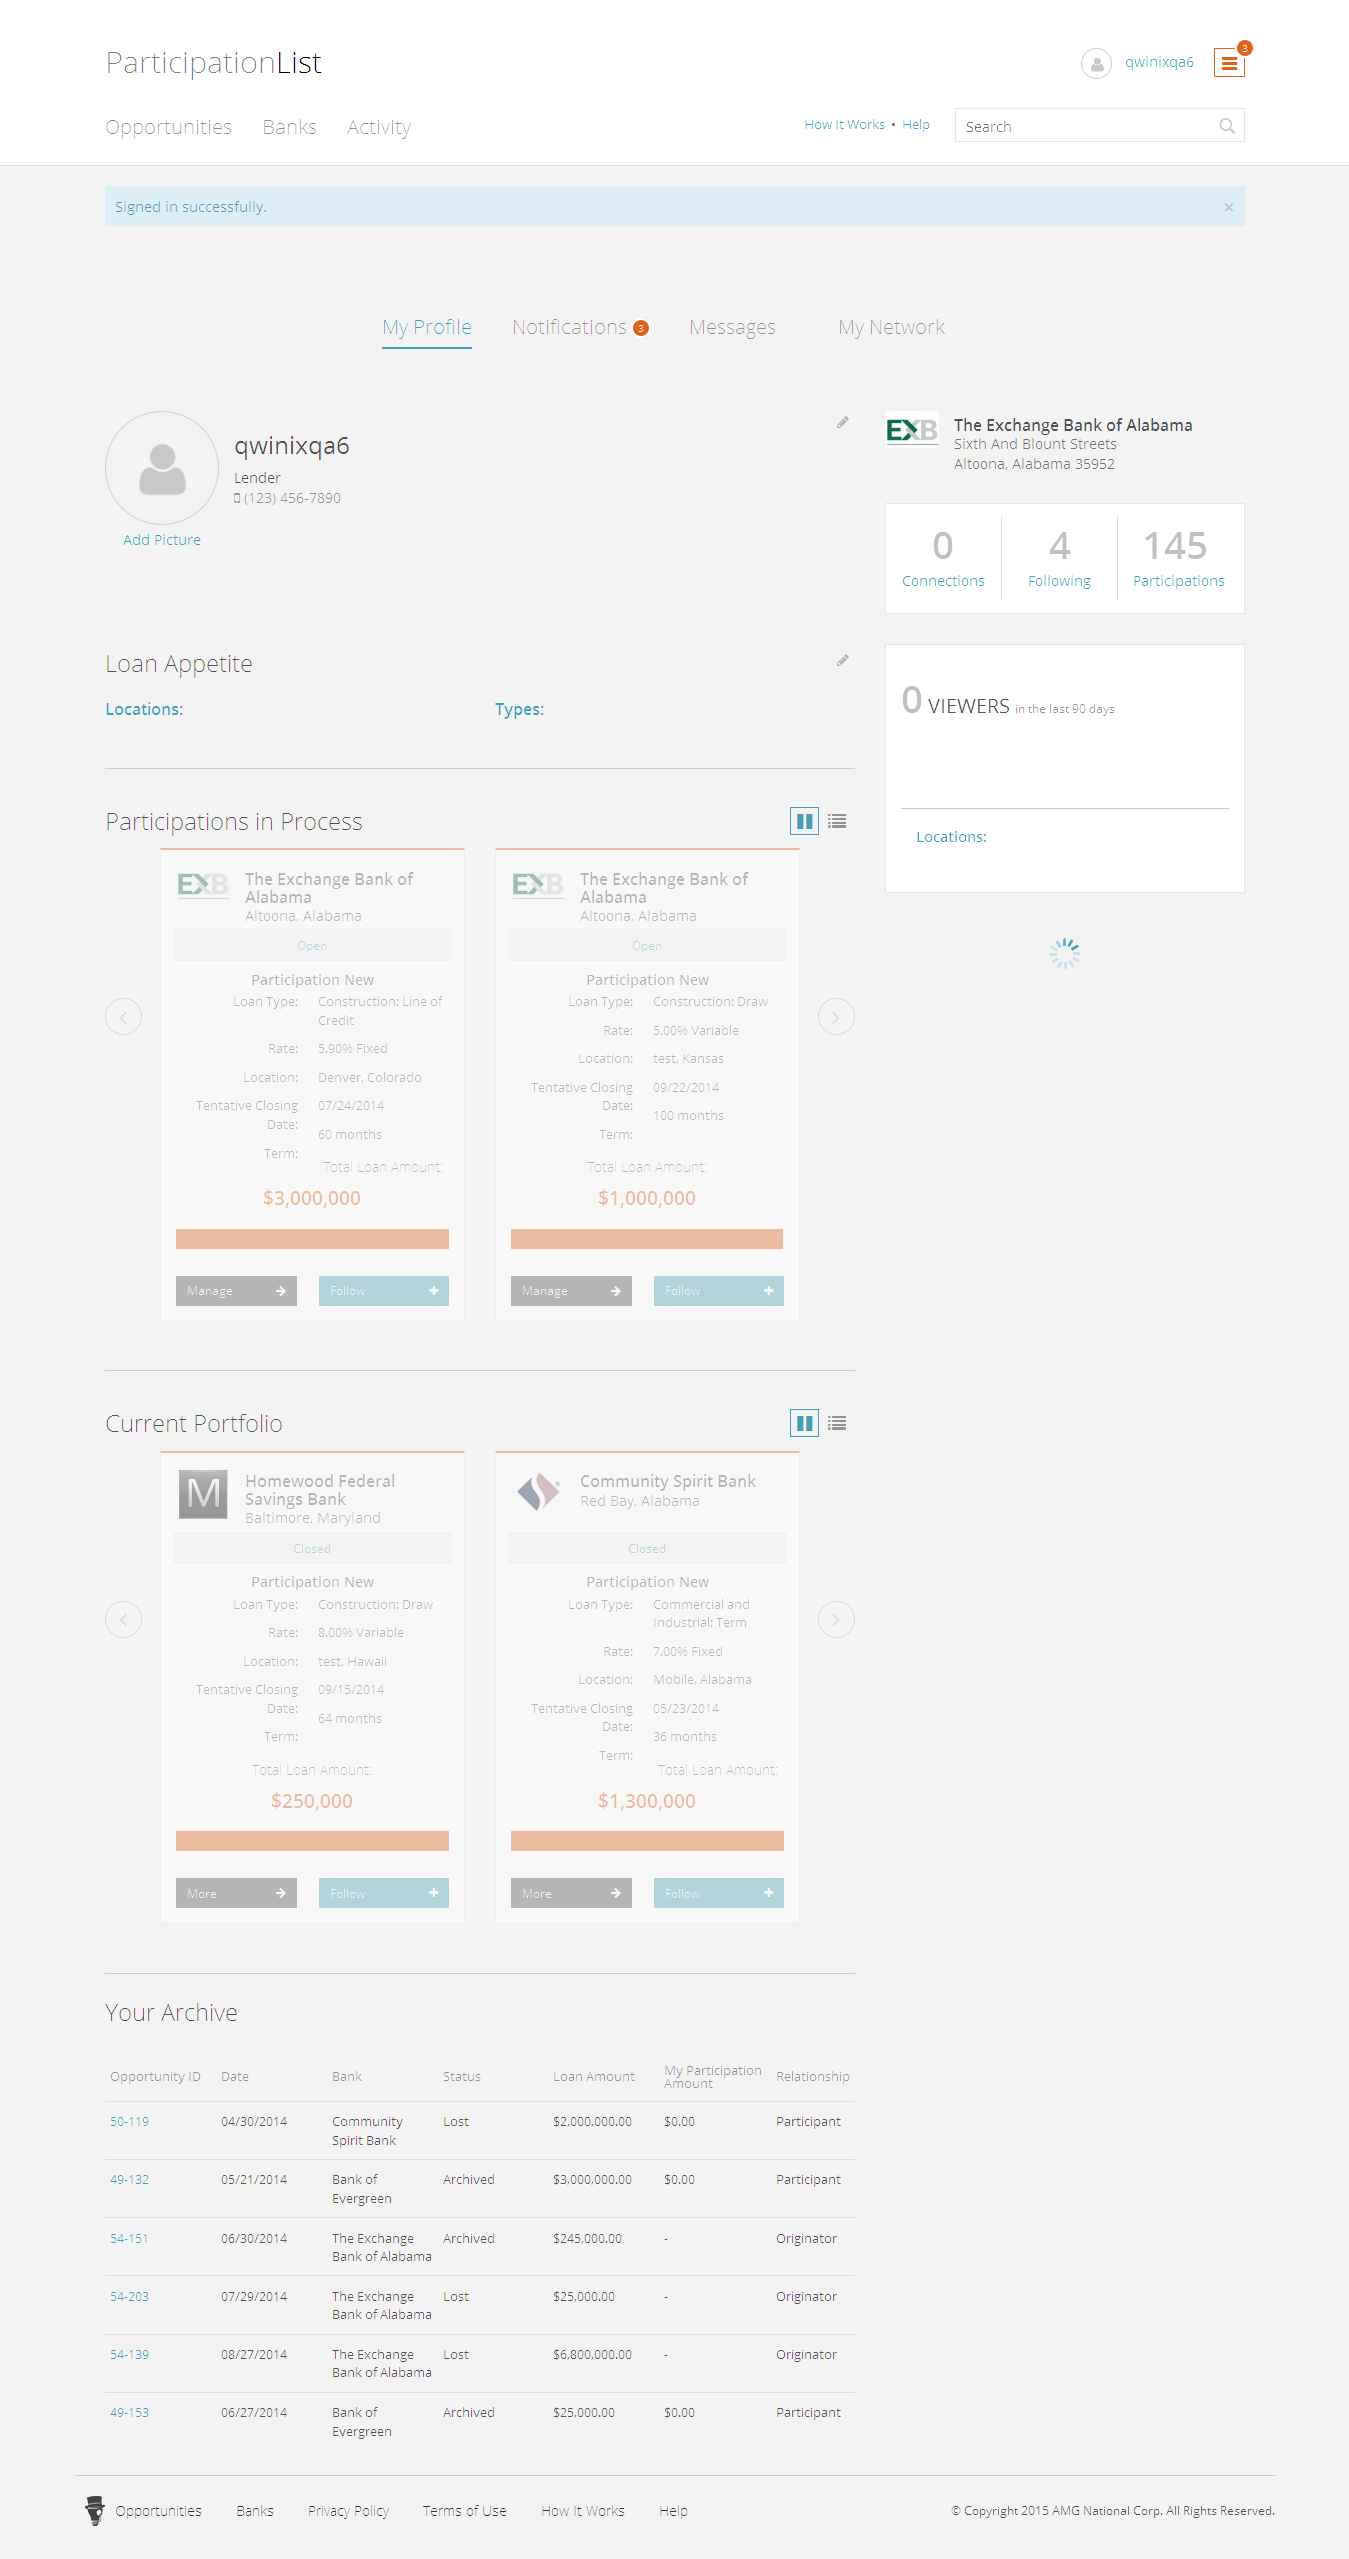 ParticipationList
qwinixqa6
3
Opportunities Banks Activity
How It Works • Help
Search
Signed in successfully.
×
My Profile
Notifications 3
Messages
My Network
qwinixqa6
Lender
(123) 456-7890
Add Picture
EXB
The Exchange Bank of Alabama
Sixth And Blount Streets
Altoona, Alabama 35952
0 4 145
Connections Following Participations
Loan Appetite
Locations:
Types:
0 VIEWERS in the last 90 days
Locations:
Participations in Process
EXB
The Exchange Bank of
Alabama
Altoona, Alabama
Open
Participation New
Loan Type: Construction: Line of
Credit
Rate: 5.90% Fixed
Location: Denver, Colorado
Tentative Closing 07/24/2014
Date:
60 months
Term:
Total Loan Amount:
$3,000,000
Manage
Follow
EXB
The Exchange Bank of
Alabama
Altoona, Alabama
Open
Participation New
Loan Type: Construction: Draw
Rate: 5.00% Variable
Location: test, Kansas
Tentative Closing 09/22/2014
Date:
100 months
Term:
Total Loan Amount:
$1,000,000
Manage
Follow
Current Portfolio
M
Homewood Federal
Savings Bank
Baltimore, Maryland
Closed
Participation New
Loan Type: Construction: Draw
Rate: 8.00% Variable
Location: test, Hawaii
Tentative Closing 09/15/2014
Date:
64 months
Term:
Total Loan Amount:
$250,000
More
Follow
Community Spirit Bank
Red Bay, Alabama
Closed
Participation New
Loan Type: Commercial and
Industrial: Term
Rate: 7.00% Fixed
Location: Mobile, Alabama
Tentative Closing 05/23/2014
Date:
36 months
Term:
Total Loan Amount:
$1,300,000
More
Follow
Your Archive
Opportunity ID Date Bank Status Loan Amount My Participation Amount Relationship
50-119 04/30/2014 Community Spirit Bank Lost $2,000,000.00 $0.00 Participant
49-132 05/21/2014 Bank of Evergreen Archived $3,000,000.00 $0.00 Participant
54-151 06/30/2014 The Exchange Bank of Alabama Archived $245,000.00 - Originator
54-203 07/29/2014 The Exchange Bank of Alabama Lost $25,000.00 - Originator
54-139 08/27/2014 The Exchange Bank of Alabama Lost $6,800,000.00 - Originator
49-153 06/27/2014 Bank of Evergreen Archived $25,000.00 $0.00 Participant
Opportunities Banks Privacy Policy Terms of Use How It Works Help
© Copyright 2015 AMG National Corp. All Rights Reserved.